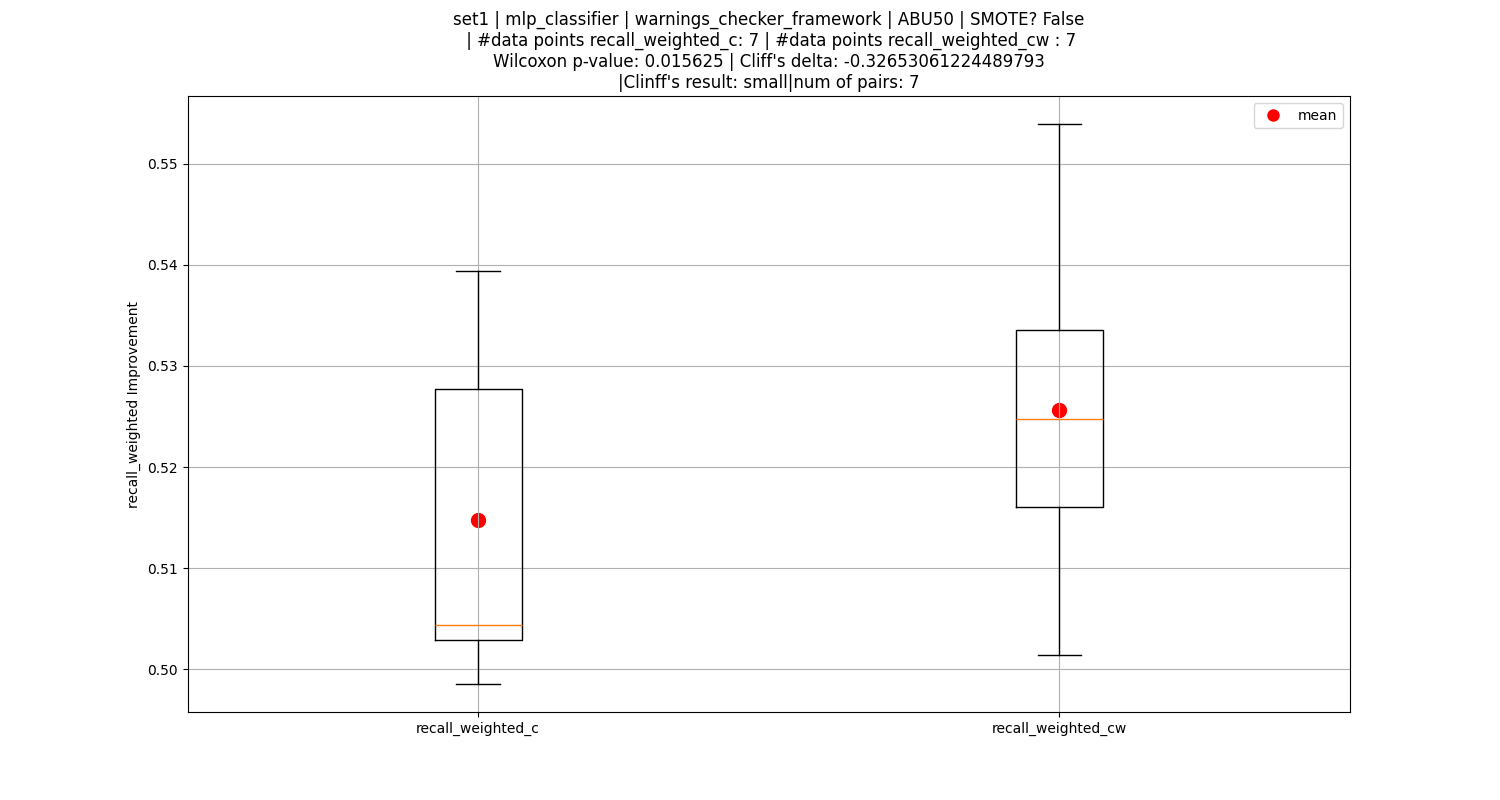 set1 | mlp_classifier | warnings_checker_framework | ABU50 | SMOTE? False
| #data points recall_weighted_c: 7 | #data points recall_weighted_cw : 7
Wilcoxon p-value: 0.015625 | Cliff's delta: -0.32653061224489793
|Clinff's result: small|num of pairs: 7
mean
0.55
0.54
0.53
0.52
0.51
0.50
recall_weighted Improvement
recall_weighted_c
recall_weighted_cw